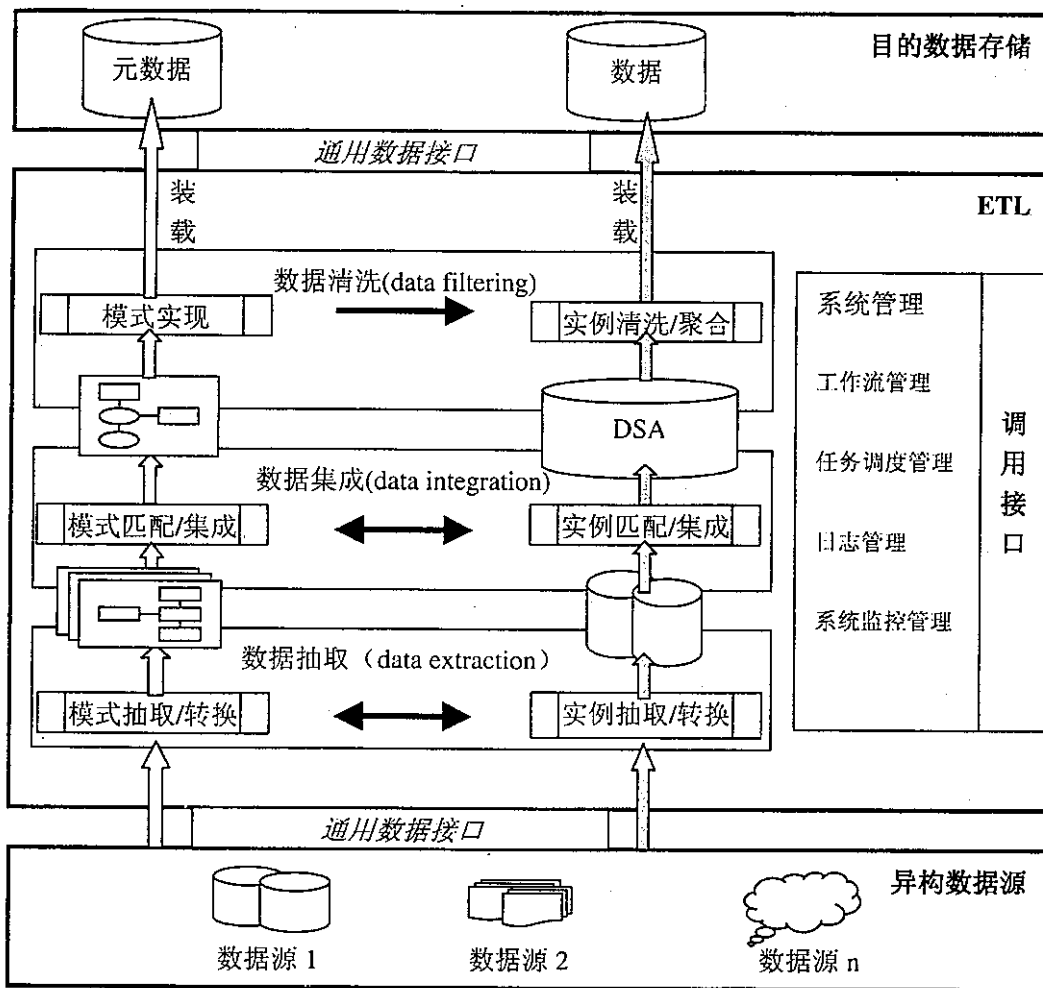 目的数据存储
元数据
数据
通用数据接口
ETL
装
载
装
载
数据清洗(data filtering)
模式实现
实例清洗/聚合
DSA
数据集成(data integration)
模式匹配/集成
实例匹配/集成
数据抽取（data extraction）
模式抽取/转换
实例抽取/转换
系统管理
工作流管理
任务调度管理
日志管理
系统监控管理
调
用
接
口
通用数据接口
异构数据源
数据源 1
数据源 2
数据源 n